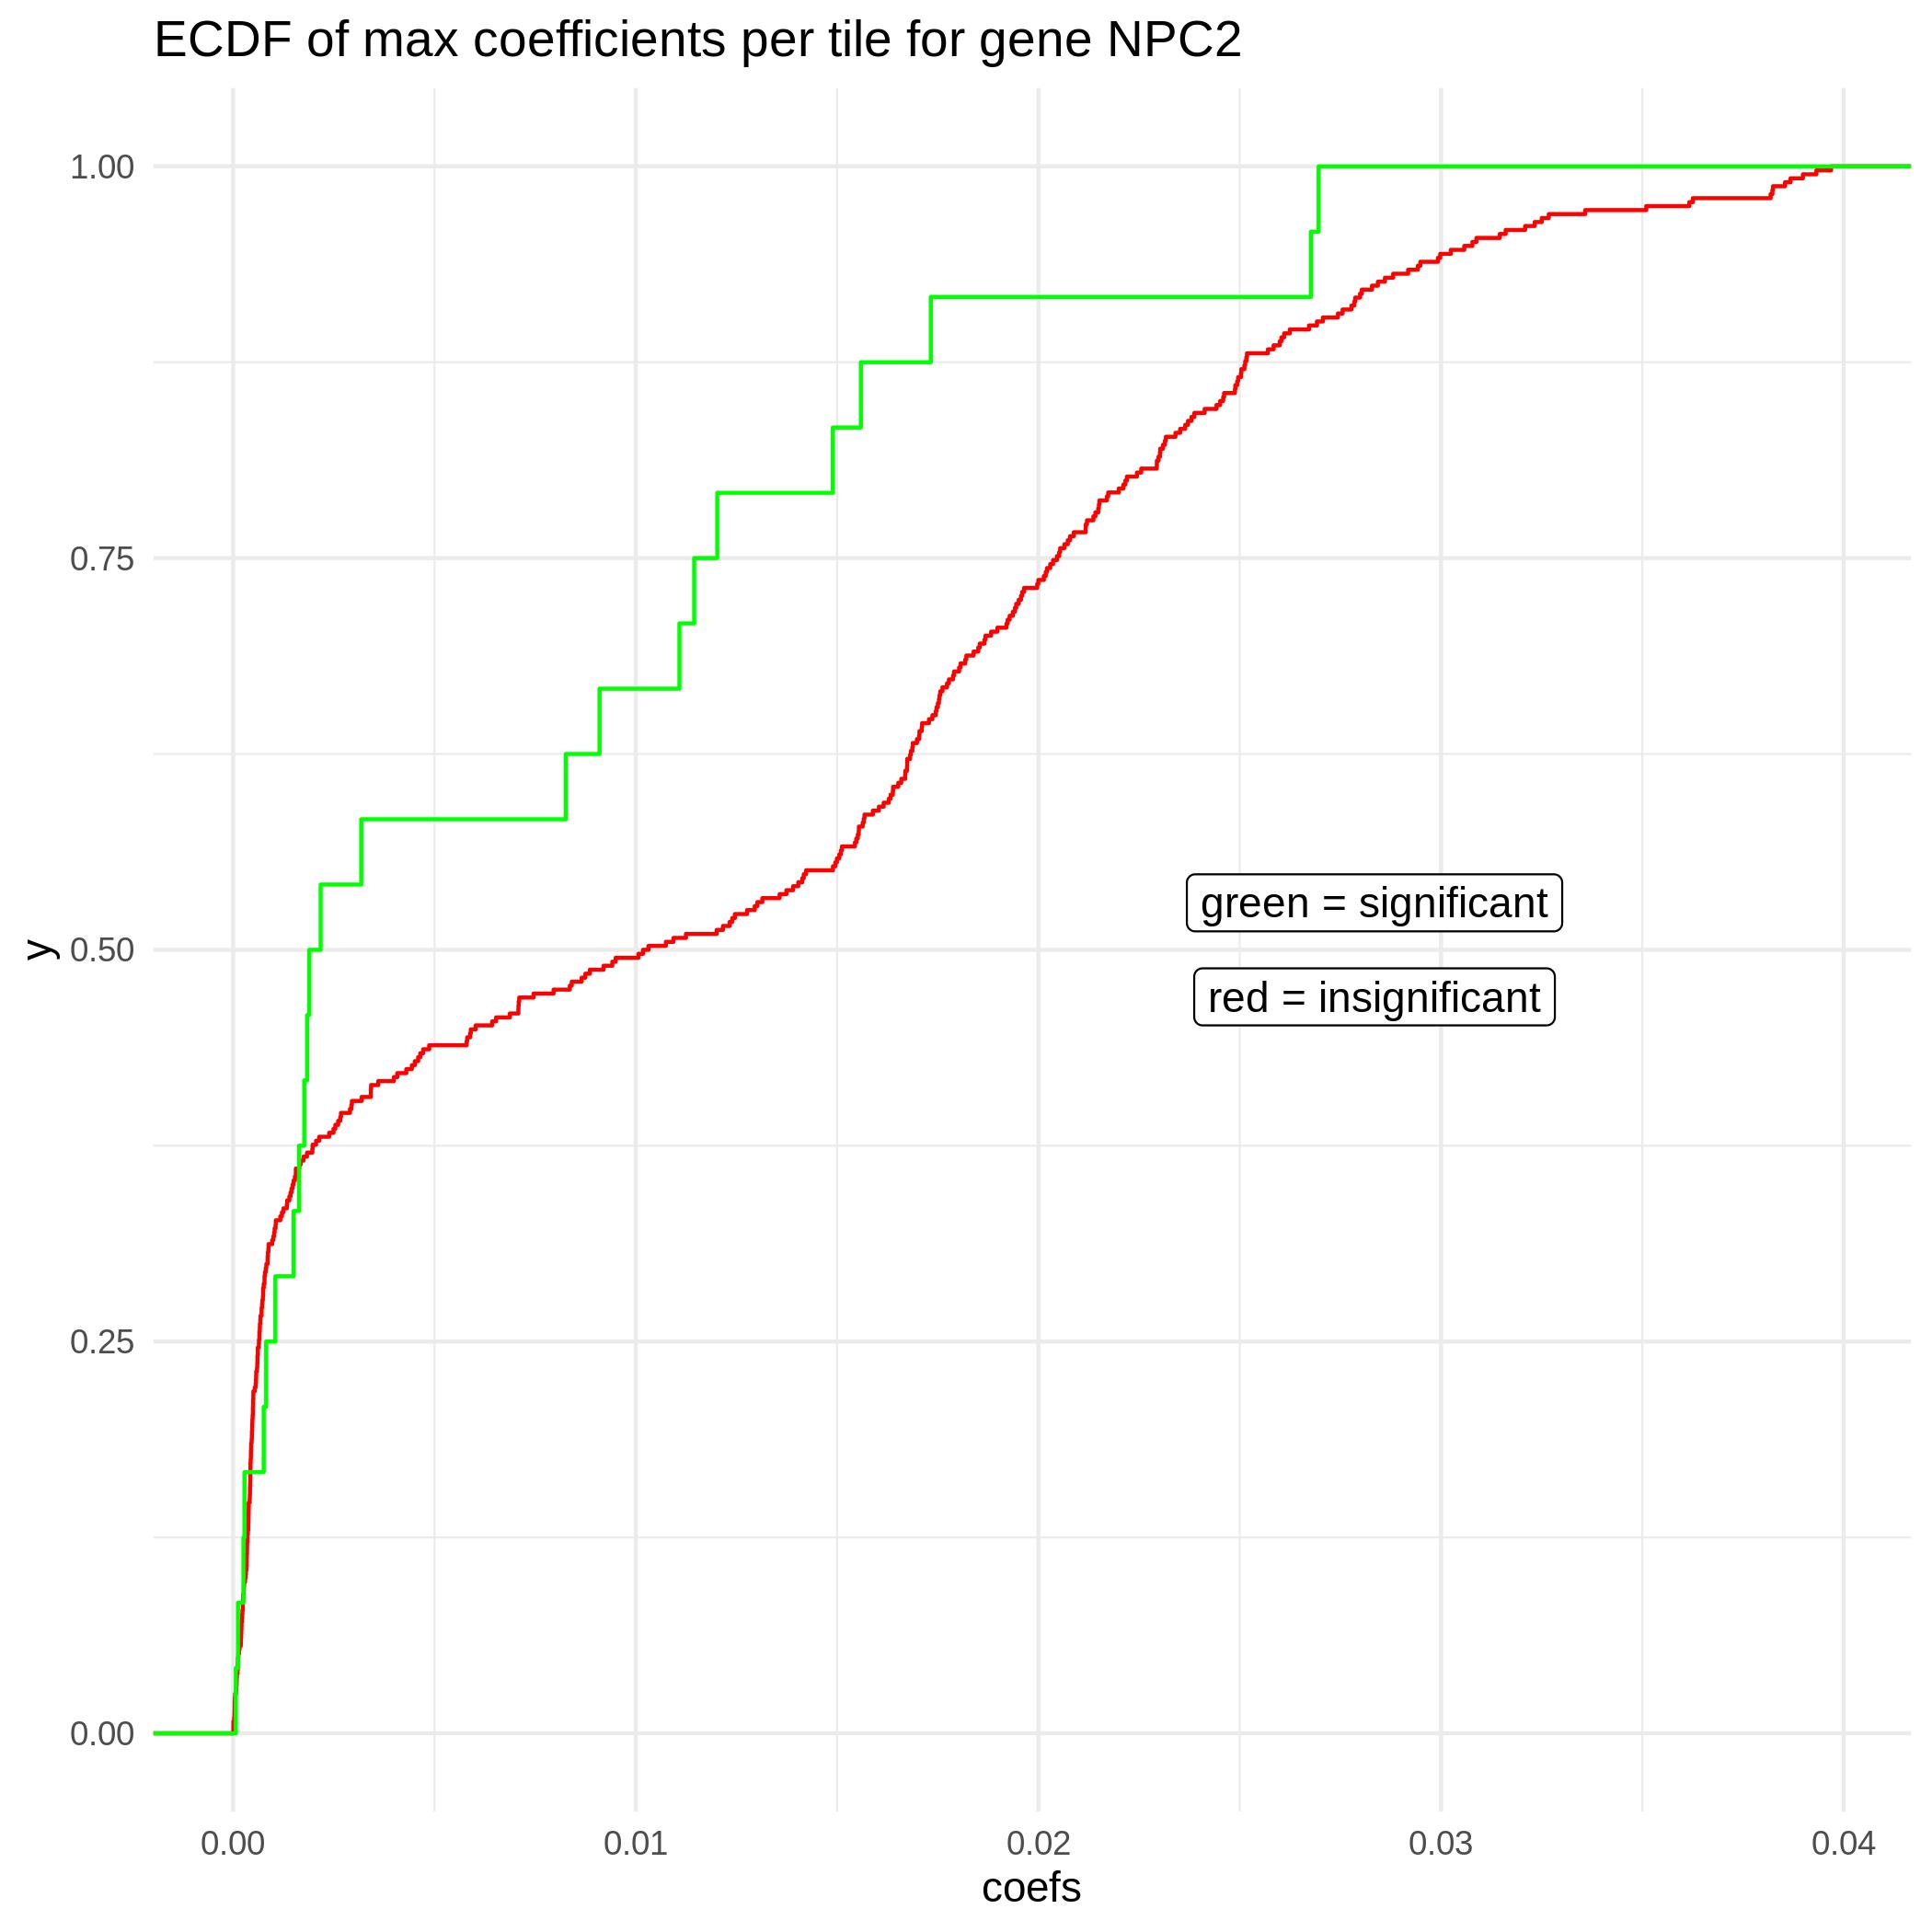 ECDF of max coefficients per tile for gene NPC2
1.00
0.75
0.50
0.25
0.00
y
green = significant
red = insignificant
0.00 0.01 0.02 0.03 0.04
coefs